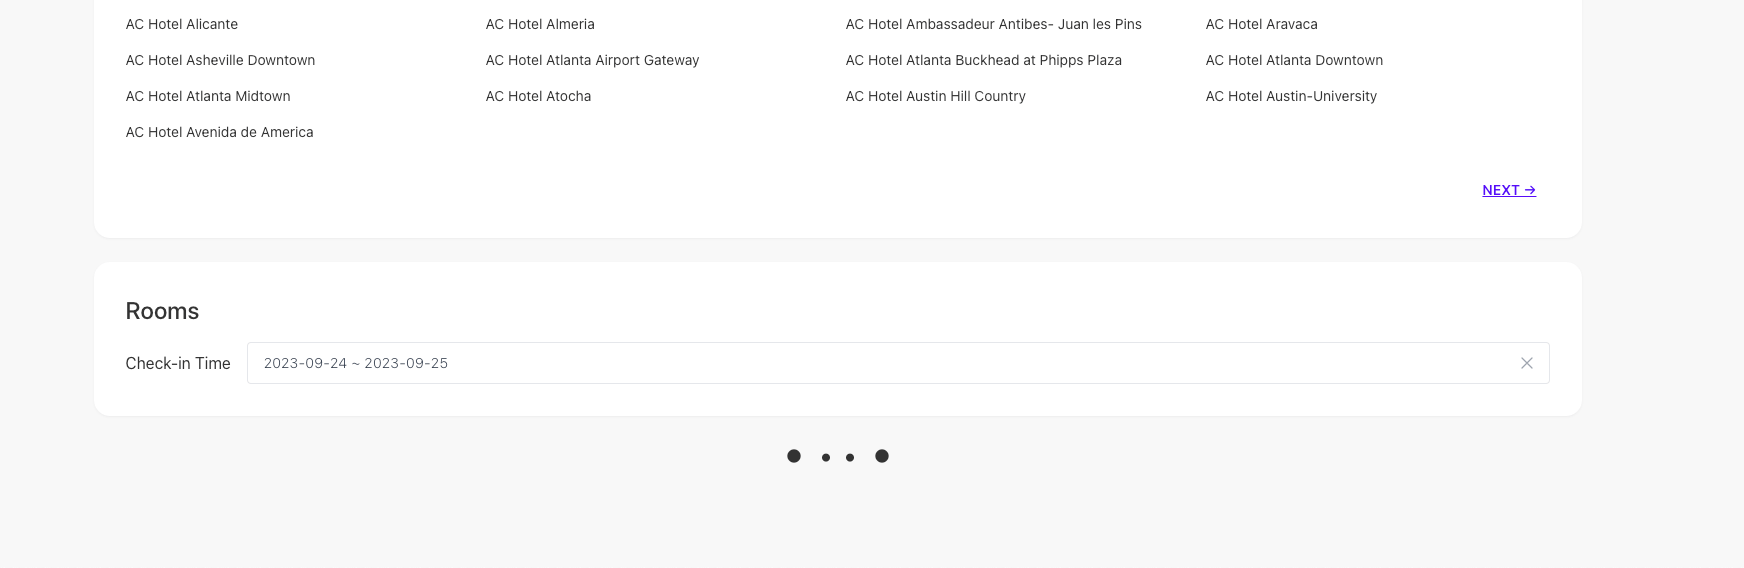 AC Hotel Alicante AC Hotel Almeria AC Hotel Ambassadeur Antibes- Juan les Pins AC Hotel Aravaca
AC Hotel Asheville Downtown AC Hotel Atlanta Airport Gateway AC Hotel Atlanta Buckhead at Phipps Plaza AC Hotel Atlanta Downtown
AC Hotel Atlanta Midtown AC Hotel Atocha AC Hotel Austin Hill Country AC Hotel Austin-University
AC Hotel Avenida de America
NEXT →
Rooms
Check-in Time 2023-09-24 ~ 2023-09-25